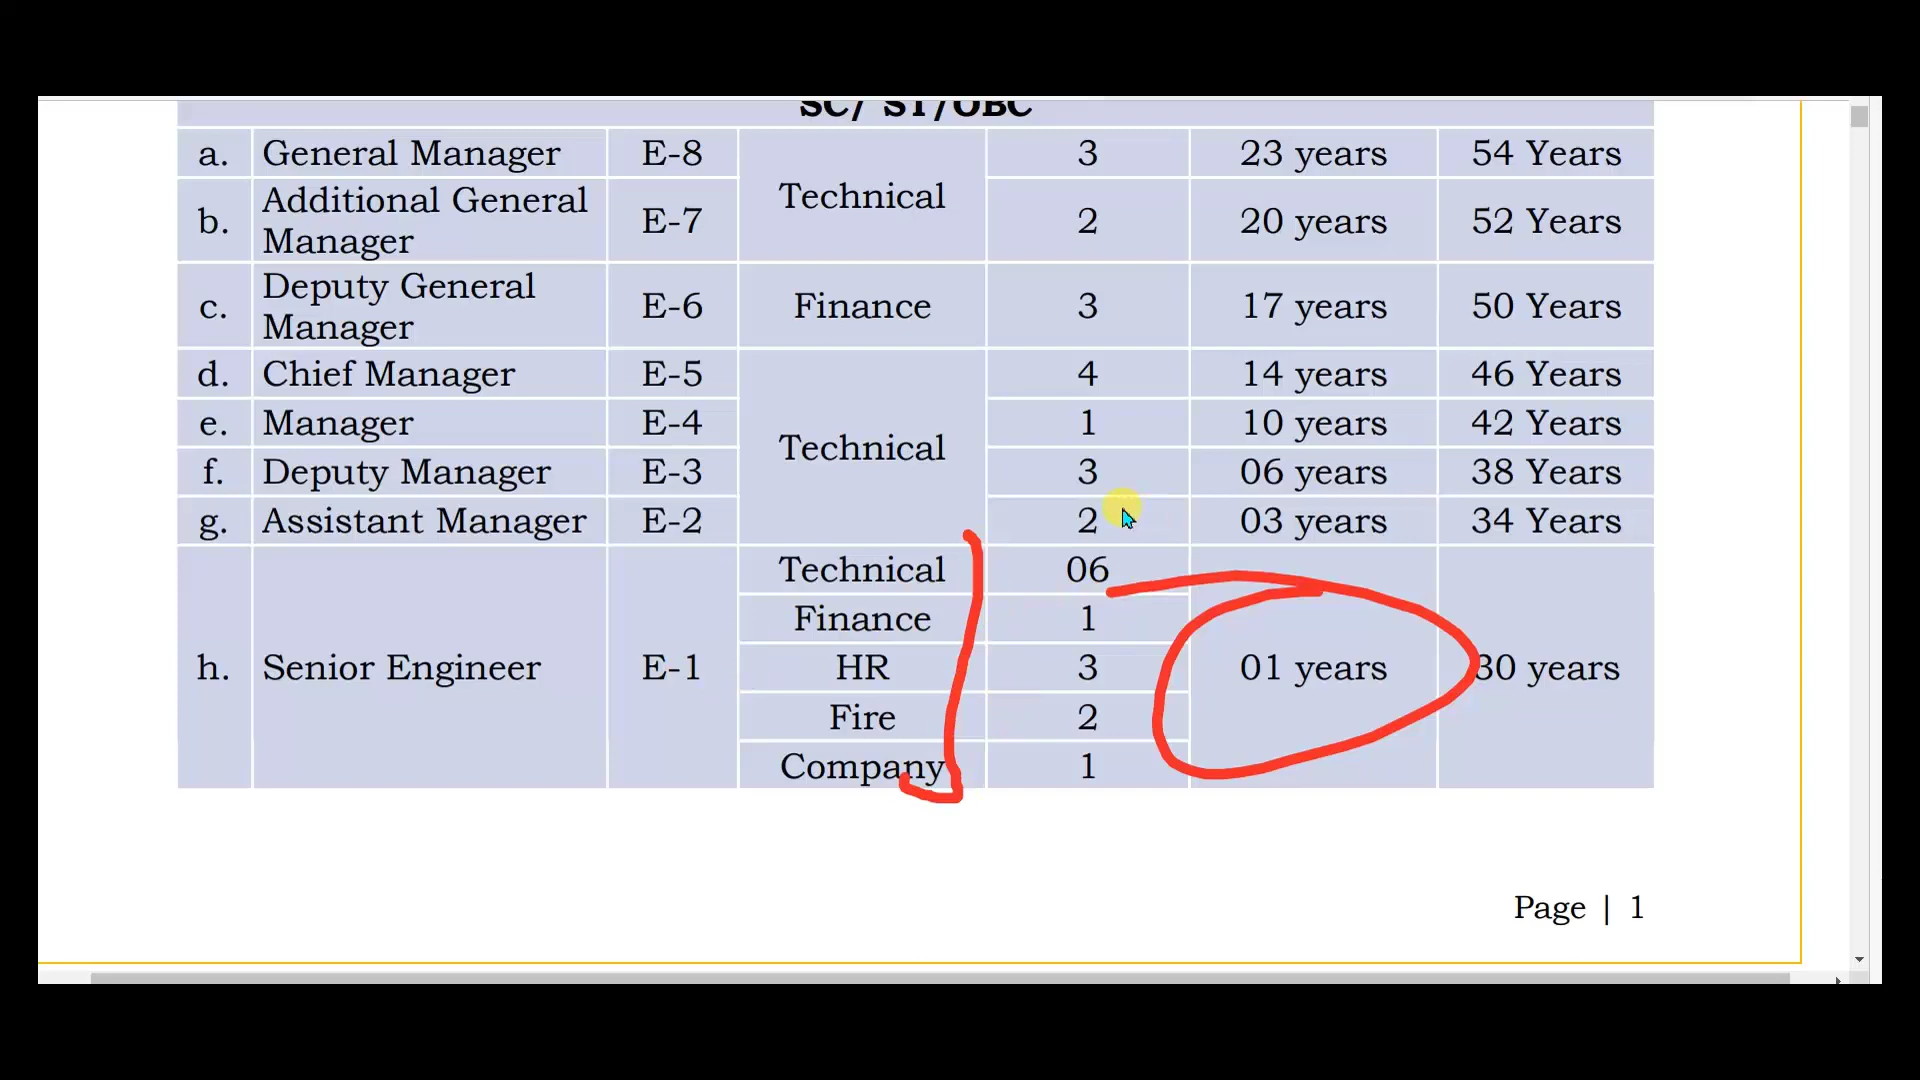 SC/ ST/OBC
a. General Manager E-8 Technical 3 23 years 54 Years
b. Additional General Manager E-7 2 20 years 52 Years
c. Deputy General Manager E-6 Finance 3 17 years 50 Years
d. Chief Manager E-5 Technical 4 14 years 46 Years
e. Manager E-4 1 10 years 42 Years
f. Deputy Manager E-3 3 06 years 38 Years
g. Assistant Manager E-2 2 03 years 34 Years
h. Senior Engineer E-1 Technical 06 01 years 30 years
Finance 1
HR 3
Fire 2
Company 1
Page | 1